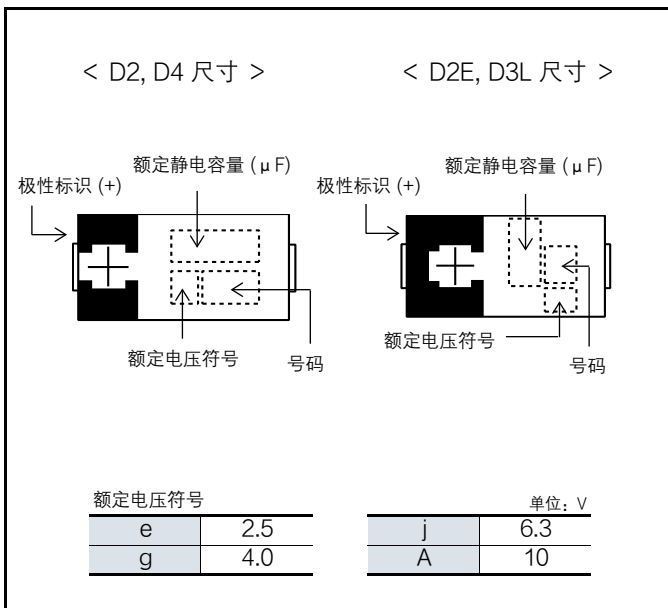 < D2, D4 尺寸 >
< D2E, D3L 尺寸 >
额定静电容量 (μF)
极性标识 (+)
额定电压符号
号码
额定静电容量 (μF)
极性标识 (+)
额定电压符号
号码
额定电压符号
单位：V
e 2.5 j 6.3
g 4.0 A 10